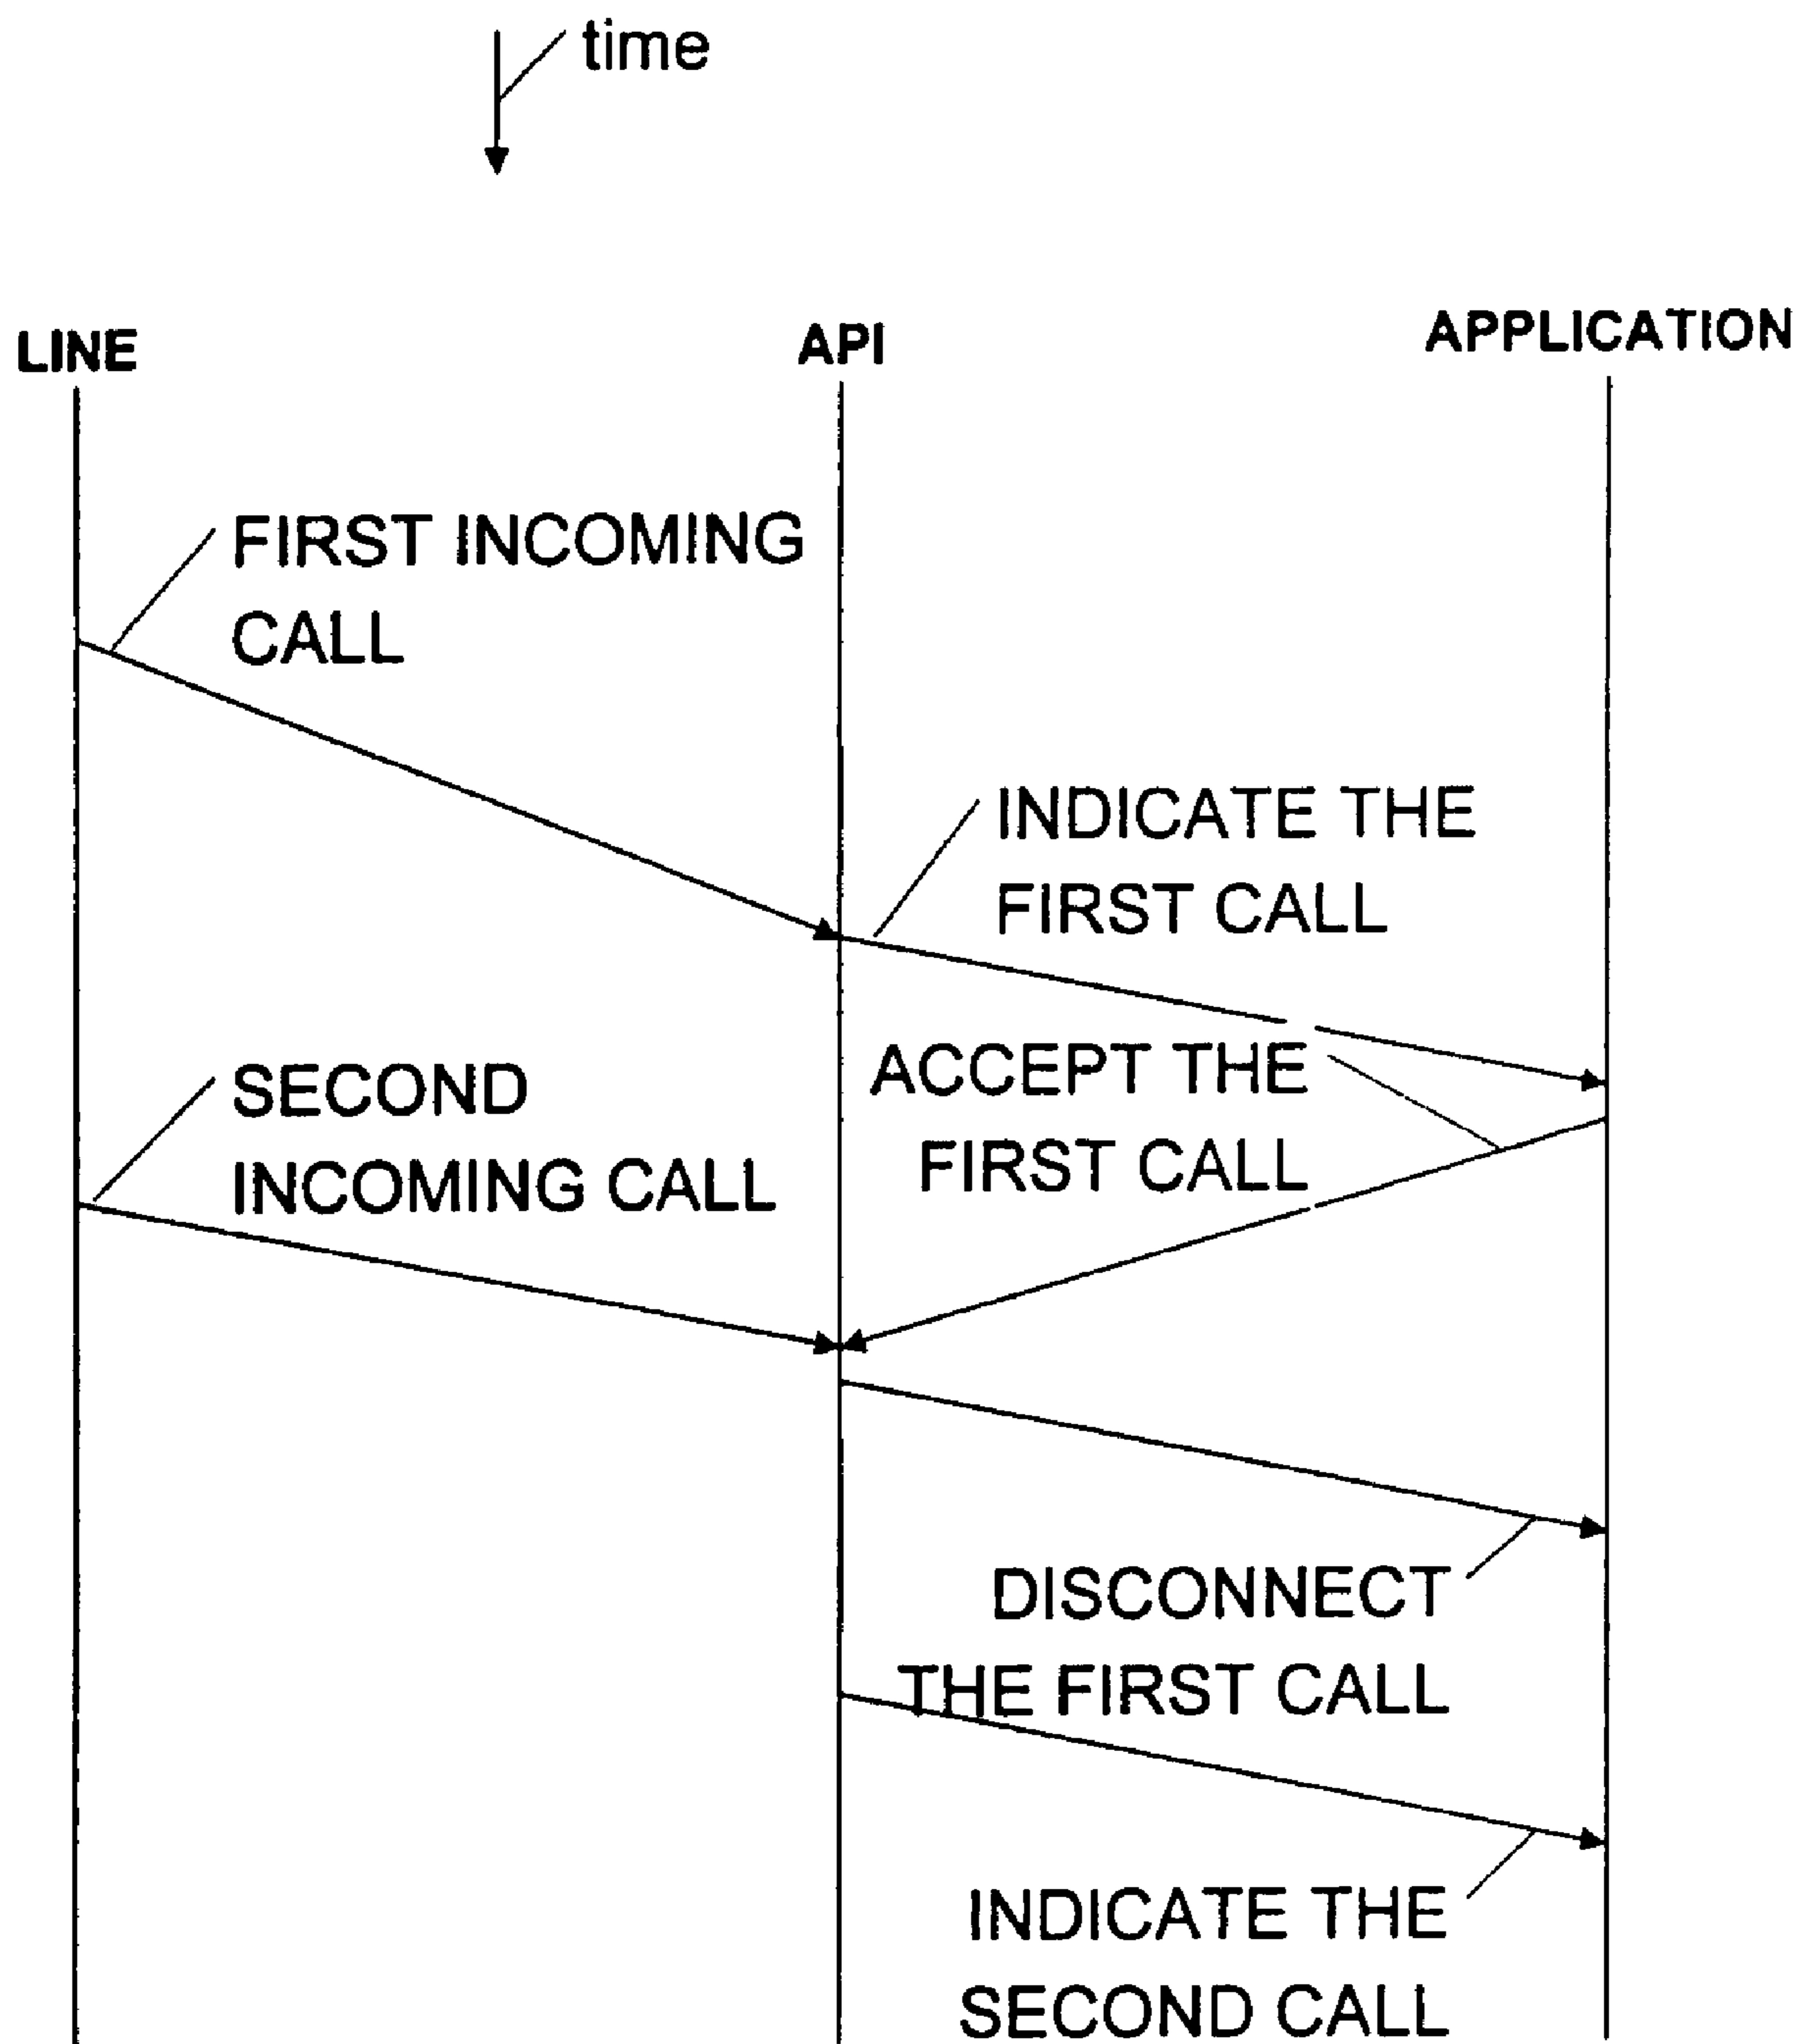 time
LINE
API
APPLICATION
FIRST INCOMING
CALL
INDICATE THE
FIRST CALL
ACCEPT THE
FIRST CALL
SECOND
INCOMING CALL
DISCONNECT
THE FIRST CALL
INDICATE THE
SECOND CALL